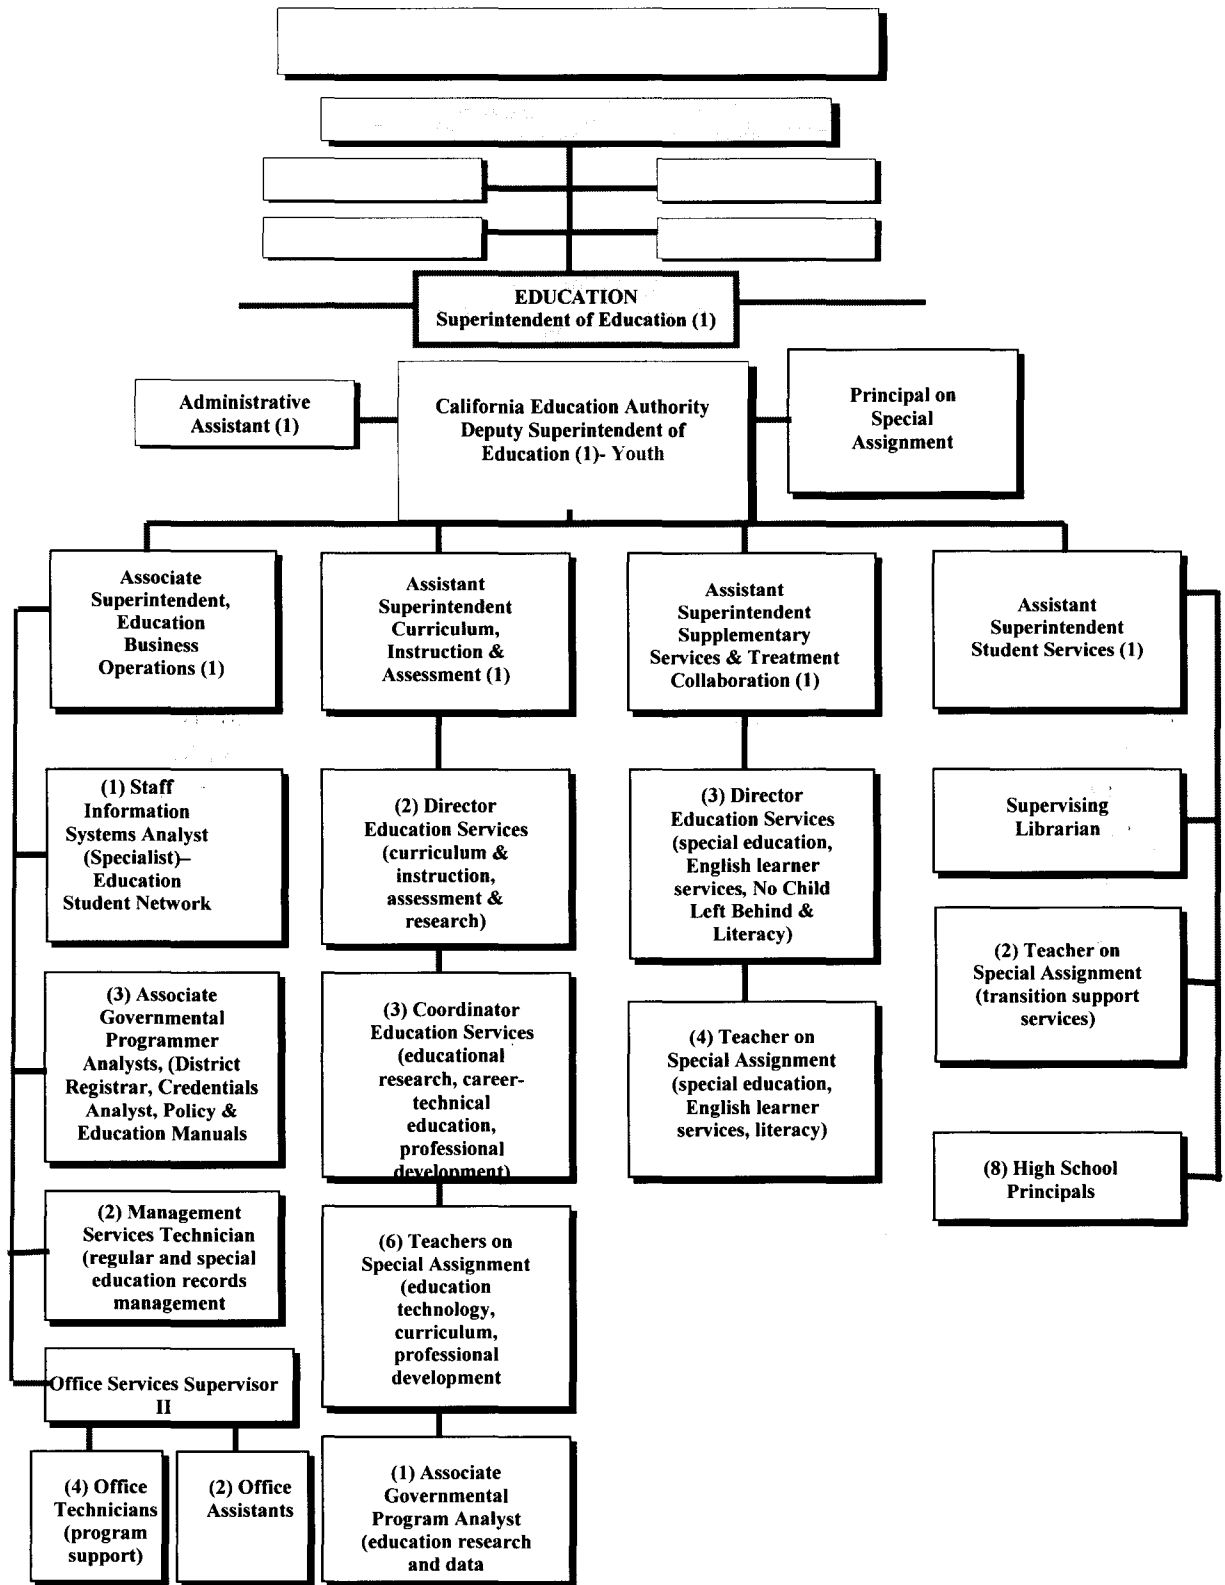 EDUCATION
Superintendent of Education (1)
Administrative
Assistant (1)
California Education Authority
Deputy Superintendent of
Education (1)- Youth
Principal on
Special
Assignment
Associate
Superintendent,
Education
Business
Operations (1)
Assistant
Superintendent
Curriculum,
Instruction &
Assessment (1)
Assistant
Superintendent
Supplementary
Services & Treatment
Collaboration (1)
Assistant
Superintendent
Student Services (1)
(1) Staff
Information
Systems Analyst
(Specialist)–
Education
Student Network
(2) Director
Education Services
(curriculum &
instruction,
assessment &
research)
(3) Director
Education Services
(special education,
English learner
services, No Child
Left Behind &
Literacy)
Supervising
Librarian
(2) Teacher on
Special Assignment
(transition support
services)
(3) Associate
Governmental
Programmer
Analysts, (District
Registrar, Credentials
Analyst, Policy &
Education Manuals
(3) Coordinator
Education Services
(educational
research, career-
technical
education,
professional
development)
(4) Teacher on
Special Assignment
(special education,
English learner
services, literacy)
(8) High School
Principals
(2) Management
Services Technician
(regular and special
education records
management
(6) Teachers on
Special Assignment
(education
technology,
curriculum,
professional
development
Office Services Supervisor
II
(4) Office
Technicians
(program
support)
(2) Office
Assistants
(1) Associate
Governmental
Program Analyst
(education research
and data